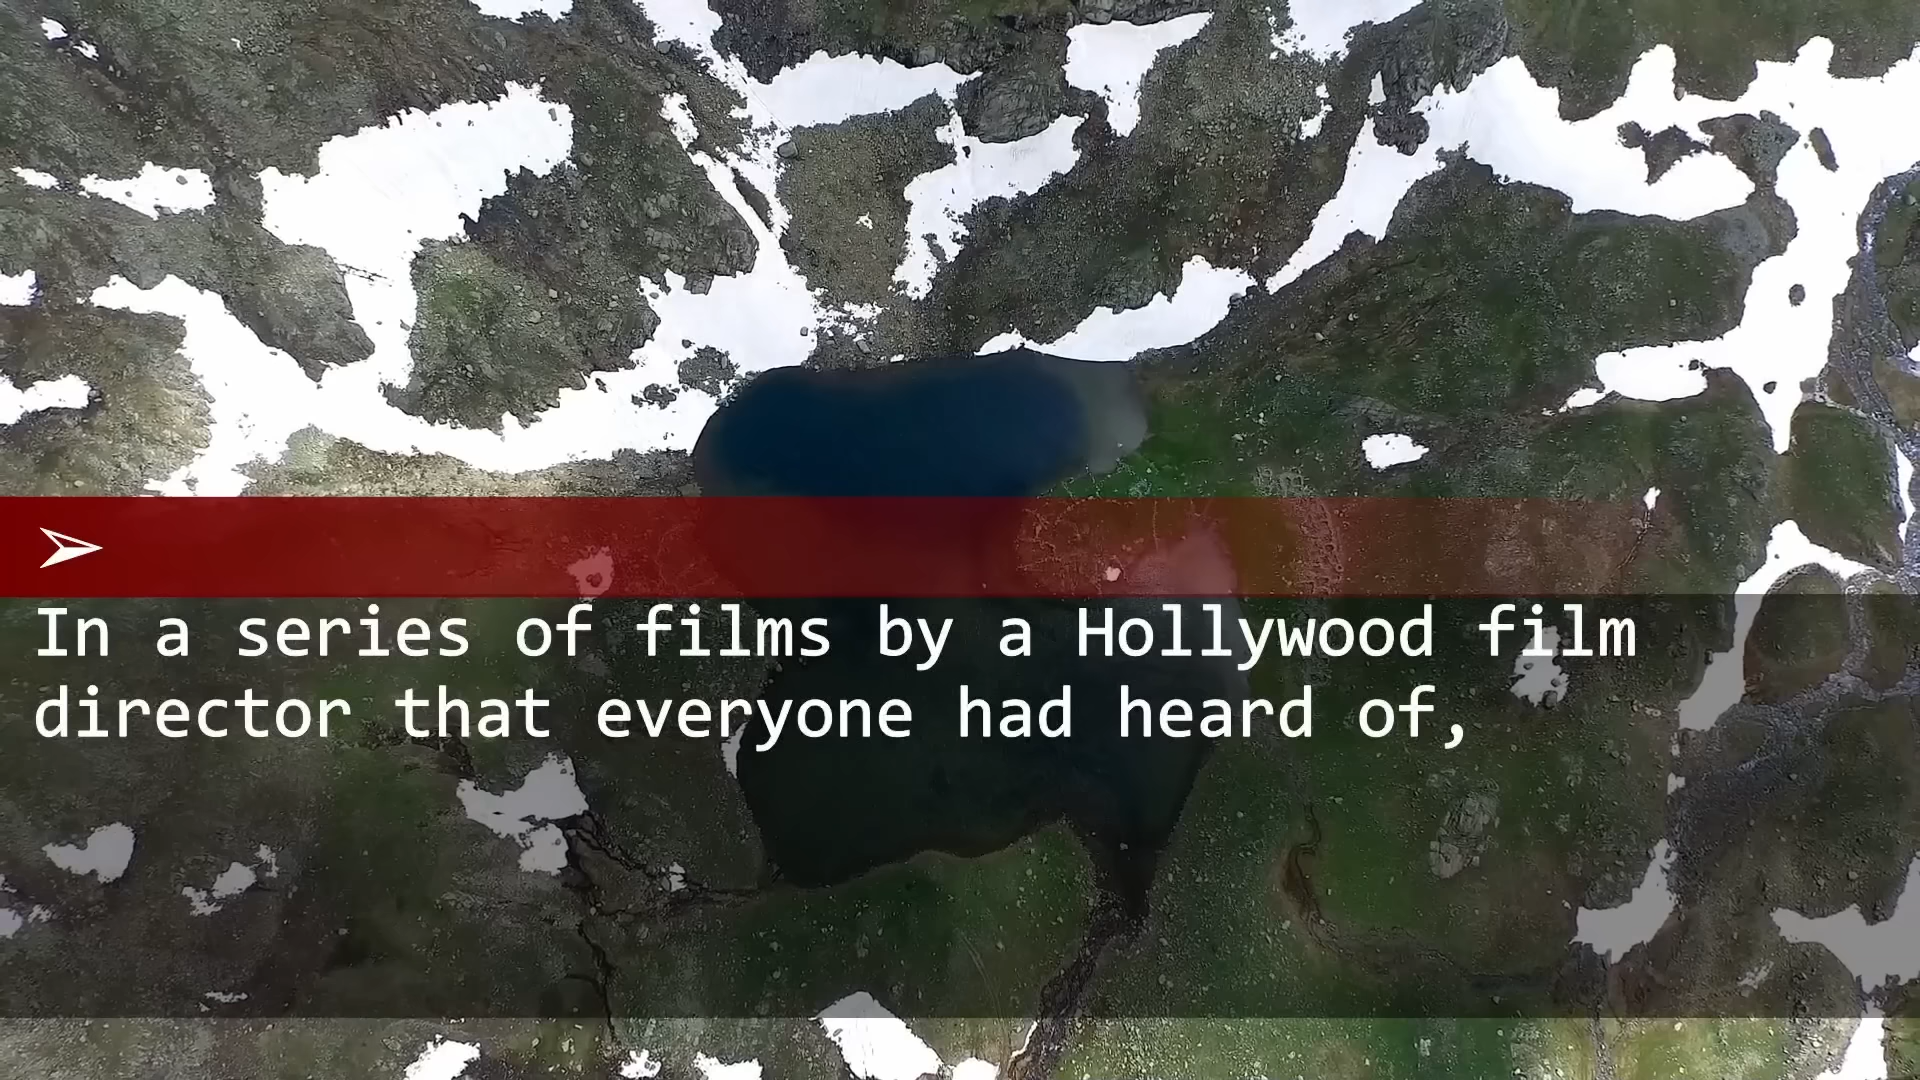 In a series of films by a Hollywood film
director that everyone had heard of,